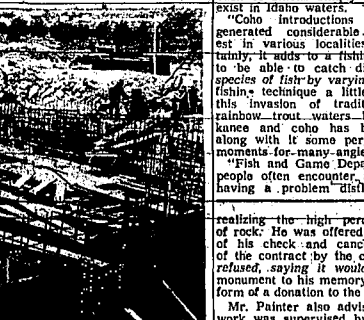 exist in Idaho waters.
"Coho introductions
generated considerable
est in various localities
tainly, it adds to a fishi
to be able to catch di
species of fish by varyin
fishing technique a little
this invasion of tradi
rainbow trout waters
kanee and coho has
along with it some per
moments for many angle
"Fish and Game Depa
people often encounter
having a problem disti
realizing the high perc
of rock. He was offered
of his check and canc
of the contract by the c
refused, saying it would
monument to his memory
form of a donation to the
Mr. Painter also advis
work was supervised by